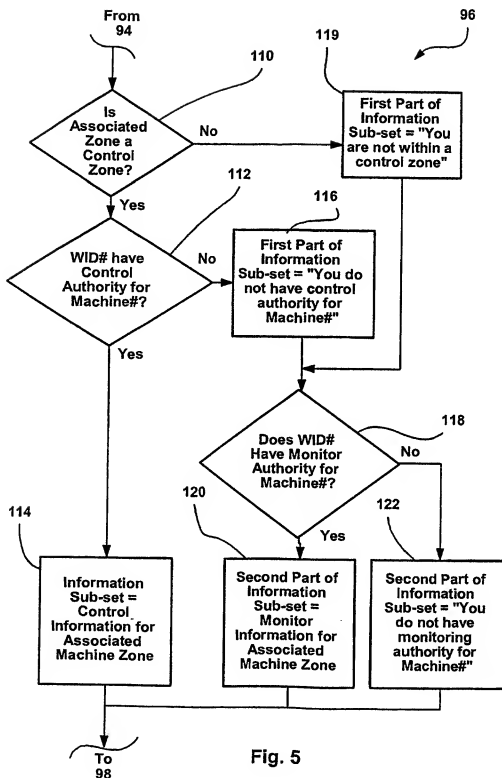 From
94
110
119
96
Is
Associated
Zone a
Control
Zone?
No
First Part of
Information
Sub-set = "You
are not within a
control zone"
Yes
112
116
WID# have
Control
Authority for
Machine#?
No
First Part of
Information
Sub-set = "You do
not have control
authority for
Machine#"
Yes
118
Does WID#
Have Monitor
Authority for
Machine#?
No
114
120
Yes
122
Information
Sub-set =
Control
Information for
Associated
Machine Zone
Second Part of
Information
Sub-set =
Monitor
Information for
Associated
Machine Zone
Second Part of
Information
Sub-set = "You
do not have
monitoring
authority for
Machine#"
To
98
Fig. 5